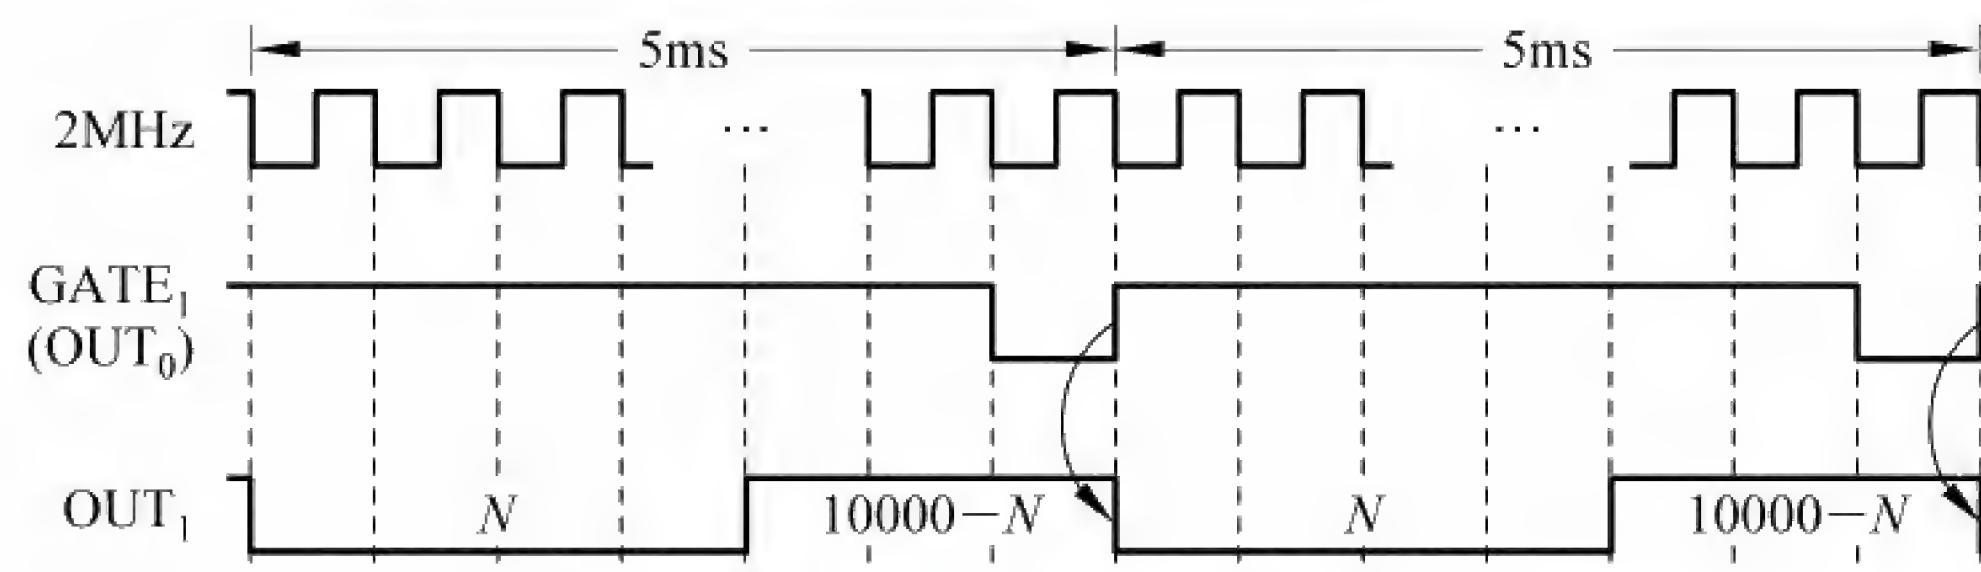 5ms 5ms
2MHz ... ...
GATE₁
(OUT₀)
OUT₁ N 10000−N N 10000−N